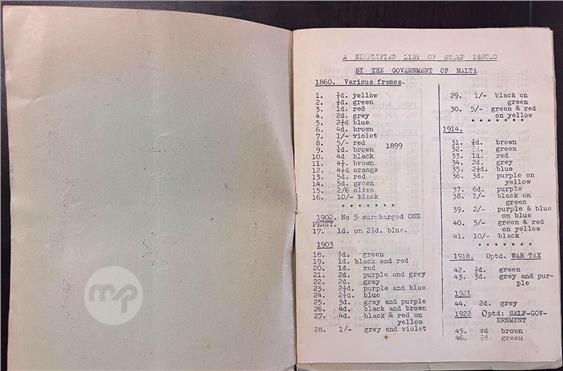 A SIMPLIFIED LIST OF STAMP ISSUED
BY THE GOVERNMENT OF MALTA
1860. Various frames.
1. ½d. yellow
2. ½d. green
3. 1d. red
4. 2d. grey
5. 2½d blue
6. 4d. brown
7. 1/- violet
8. 5/- red
9. ¼d. brown 1899
10. 4d black
11. 4½. brown
12. 4½d orange
13. 5d. red
14. 5d. green
15. 2/6 olive
16. 10/- black
1902. No 5 surcharged ONE
PENNY.
17. 1d. on 2½d. blue.
1903
18. ½d. green
19. 1d. black and red
20. 1d. red
21. 2d. purple and grey
22. 2d. grey
23. 2½d. purple and blue
24. 2½d. blue
25. 3d. grey and purple
26. 4d. black and brown
27. 4d. black & red on
yellow
28. 1/- grey and violet
29. 1/- black on
green
30. 5/- green & red
on yellow
1914.
31. ¼d. brown
32. green
33. 1d. red
34. 2d. grey
35. 2½d. blue
36. 3d. purple on
yellow
37. 6d. purple
38. 1/- black on
green
39. 2/- purple & blue
on blue
40. 5/- green & red
on yellow
41. 10/- black
1918. Optd. WAR TAX
42. ½d. green
43. 3d. grey and pur-
ple
1921
44. 2d. grey
1922 Optd: SELF-GOV-
ERNMENT
45. brown
46. ½d. green
mp